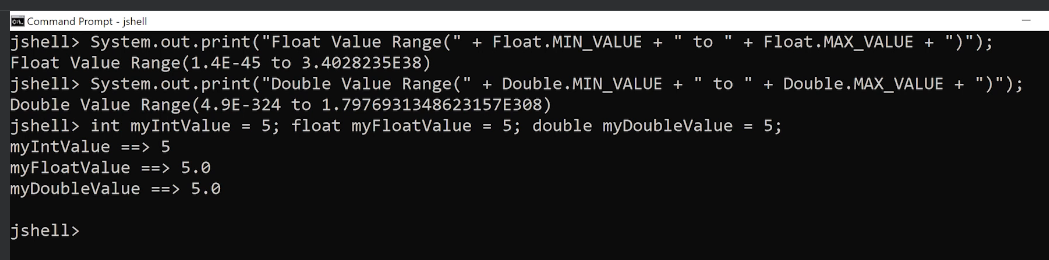 Command Prompt - jshell
jshell> System.out.print("Float Value Range(" + Float.MIN_VALUE + " to " + Float.MAX_VALUE + ")");
Float Value Range(1.4E-45 to 3.4028235E38)
jshell> System.out.print("Double Value Range(" + Double.MIN_VALUE + " to " + Double.MAX_VALUE + ")");
Double Value Range(4.9E-324 to 1.7976931348623157E308)
jshell> int myIntValue = 5; float myFloatValue = 5; double myDoubleValue = 5;
myIntValue ==> 5
myFloatValue ==> 5.0
myDoubleValue ==> 5.0
jshell>